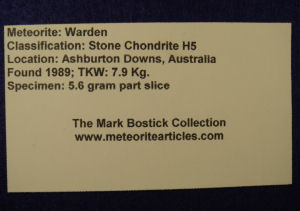 Meteorite: Warden
Classification: Stone Chondrite H5
Location: Ashburton Downs, Australia
Found 1989; TKW: 7.9 Kg.
Specimen: 5.6 gram part slice
The Mark Bostick Collection
www.meteoritearticles.com